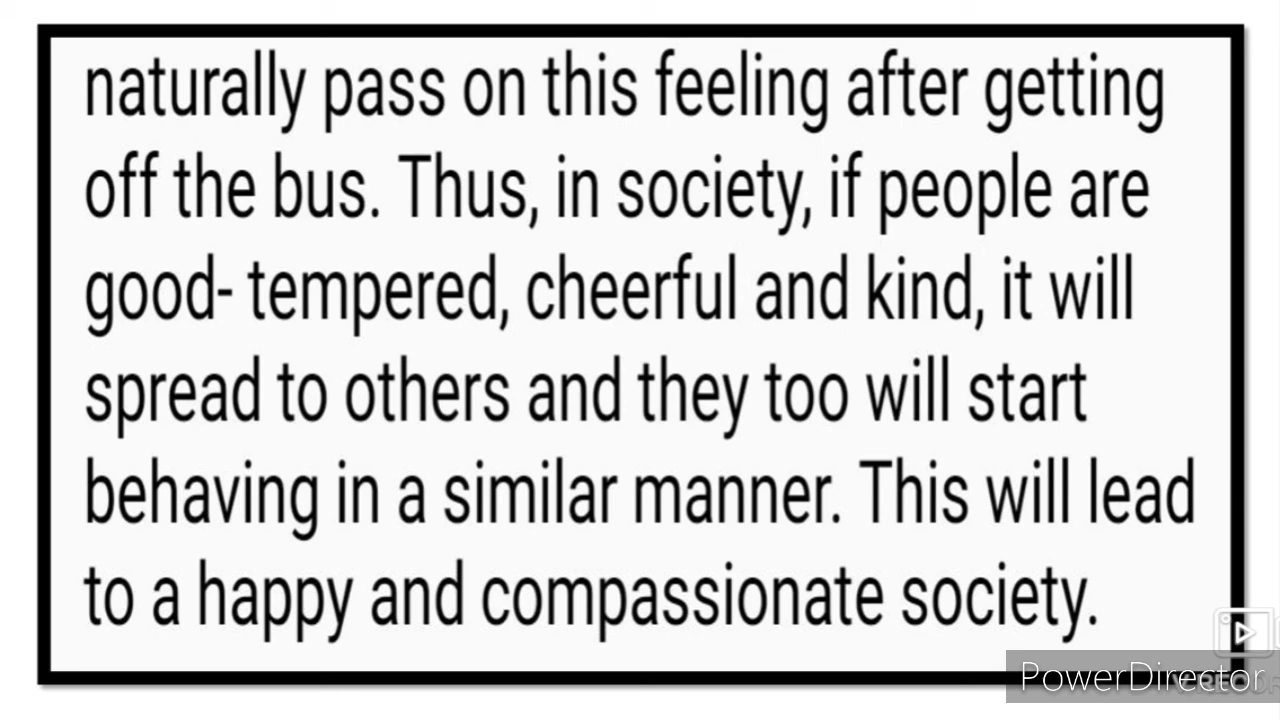 naturally pass on this feeling after getting
off the bus. Thus, in society, if people are
good- tempered, cheerful and kind, it will
spread to others and they too will start
behaving in a similar manner. This will lead
to a happy and compassionate society.
PowerDirector